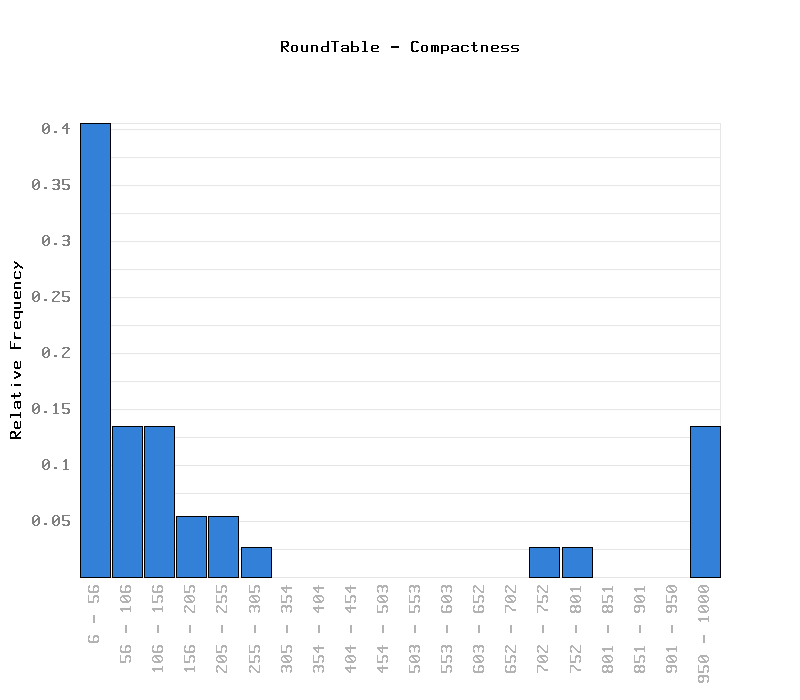 RoundTable - Compactness
Relative Frequency
0.4
0.35
0.3
0.25
0.2
0.15
0.1
0.05
6 - 56
56 - 106
106 - 156
156 - 205
205 - 255
255 - 305
305 - 354
354 - 404
404 - 454
454 - 503
503 - 553
553 - 603
603 - 652
652 - 702
702 - 752
752 - 801
801 - 851
851 - 901
901 - 950
950 - 1000